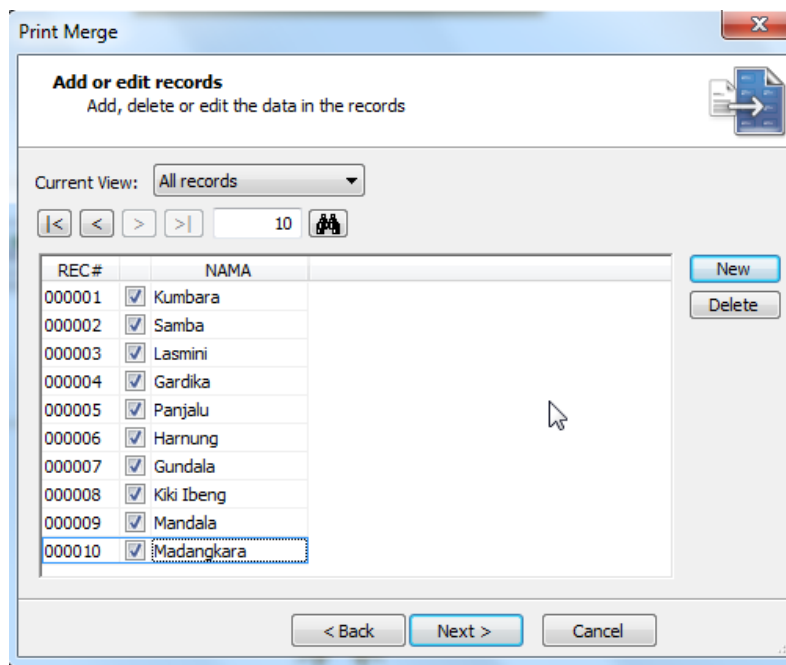 Print Merge
Add or edit records
Add, delete or edit the data in the records
Current View: All records
|< < > >| 10
REC# NAMA
New
Delete
000001 Kumbara
000002 Samba
000003 Lasmini
000004 Gardika
000005 Panjalu
000006 Harnung
000007 Gundala
000008 Kiki Ibeng
000009 Mandala
000010 Madangkara
< Back Next > Cancel